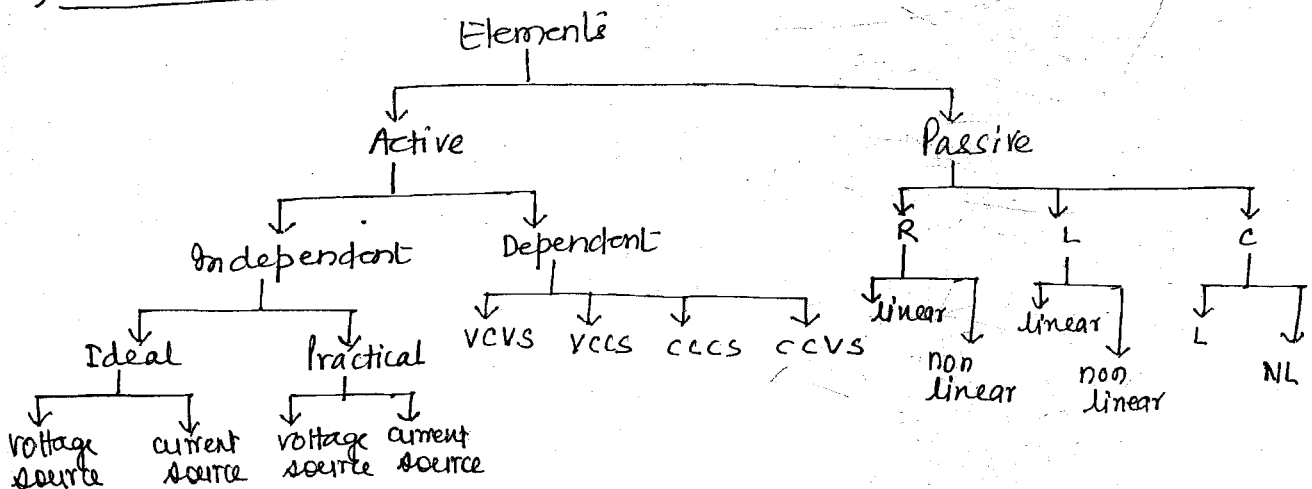 Elements
Active Passive
Independent Dependent R L C
Ideal Practical VCVS VCCS CCCS CCVS linear linear L NL
non linear non linear
voltage source current source voltage source current source